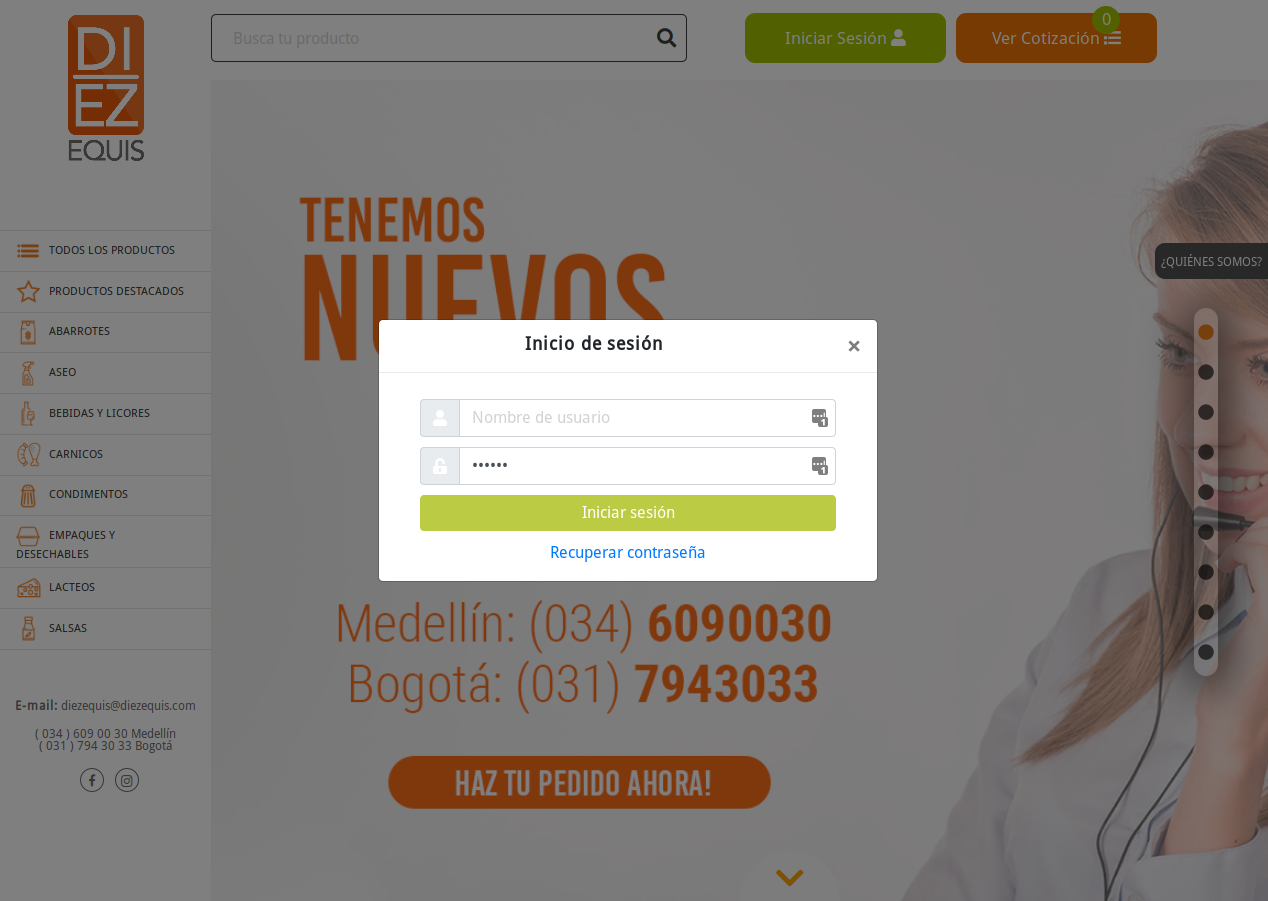 DI
EZ
EQUIS
Busca tu producto
Iniciar Sesión
Ver Cotización
0
TODOS LOS PRODUCTOS
PRODUCTOS DESTACADOS
ABARROTES
ASEO
BEBIDAS Y LICORES
CARNICOS
CONDIMENTOS
EMPAQUES Y
DESECHABLES
LACTEOS
SALSAS
E-mail: diezequis@diezequis.com
( 034 ) 609 00 30 Medellín
( 031 ) 794 30 33 Bogotá
TENEMOS
NUEVOS
¿QUIÉNES SOMOS?
Inicio de sesión
×
Nombre de usuario
••••••
Iniciar sesión
Recuperar contraseña
Medellín: (034) 6090030
Bogotá: (031) 7943033
HAZ TU PEDIDO AHORA!